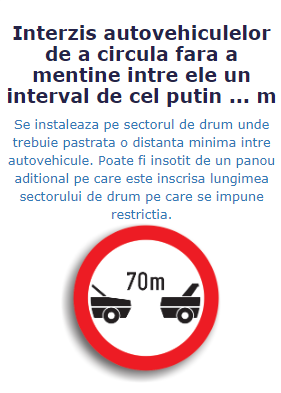 Interzis autovehiculelor
de a circula fara a
mentine intre ele un
interval de cel putin ... m
Se instaleaza pe sectorul de drum unde
trebuie pastrata o distanta minima intre
autovehicule. Poate fi insotit de un panou
aditional pe care este inscrisa lungimea
sectorului de drum pe care se impune
restrictia.
70m